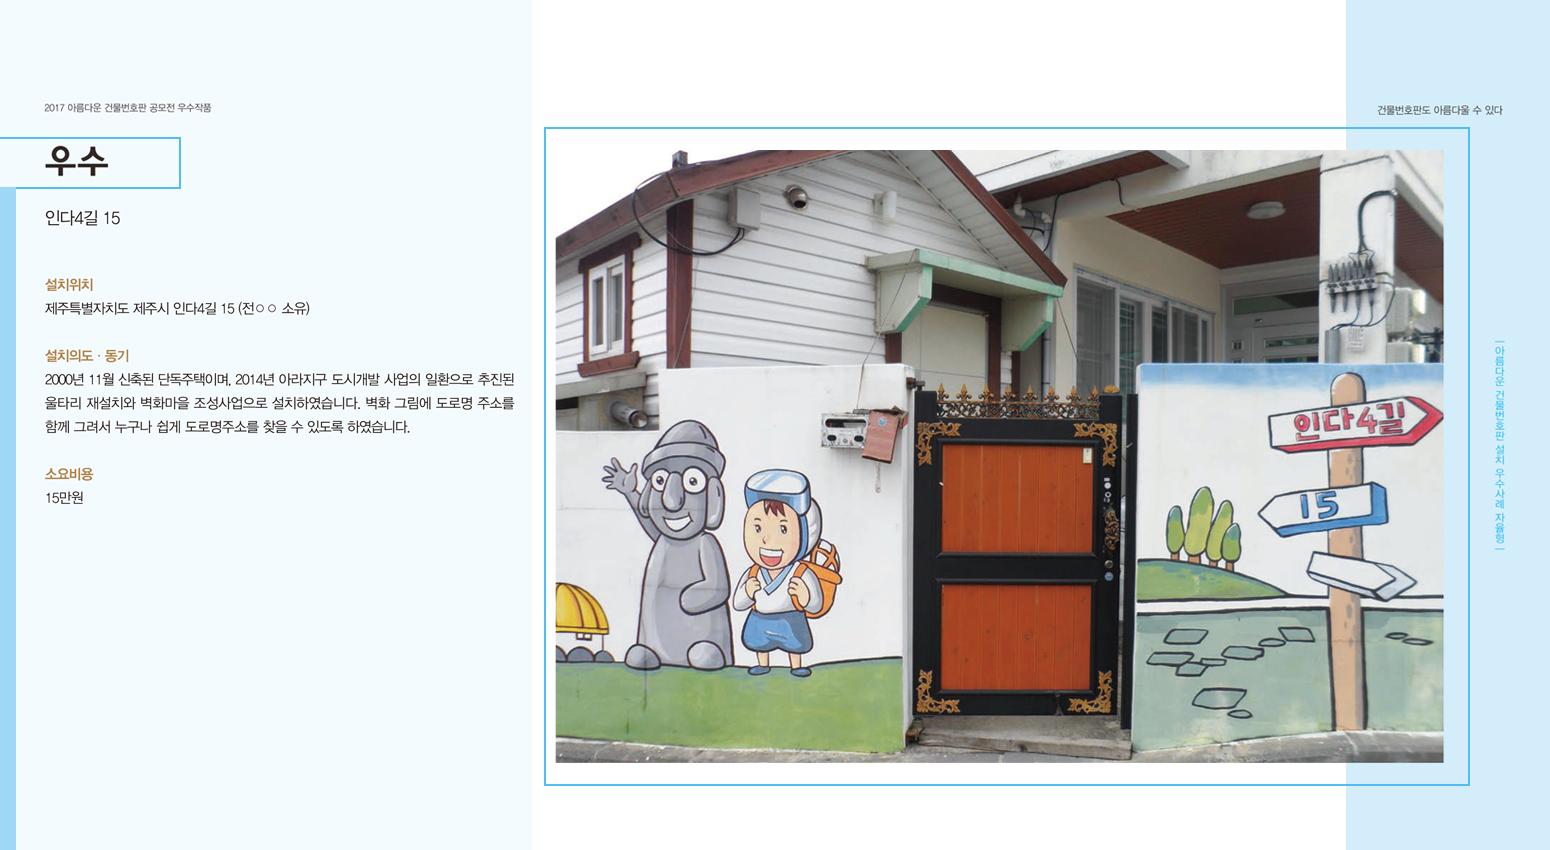 2017 아름다운 건물번호판 공모전 우수작품
건물번호판도 아름다울 수 있다
우수
인다4길 15
설치위치
제주특별자치도 제주시 인다4길 15 (전○○ 소유)
설치의도 · 동기
2000년 11월 신축된 단독주택이며, 2014년 아라지구 도시개발 사업의 일환으로 추진된
울타리 재설치와 벽화마을 조성사업으로 설치하였습니다. 벽화 그림에 도로명 주소를
함께 그려서 누구나 쉽게 도로명주소를 찾을 수 있도록 하였습니다.
소요비용
15만원
인다4길
15
|아름다운 건물번호판 설치 우수사례 자율형|